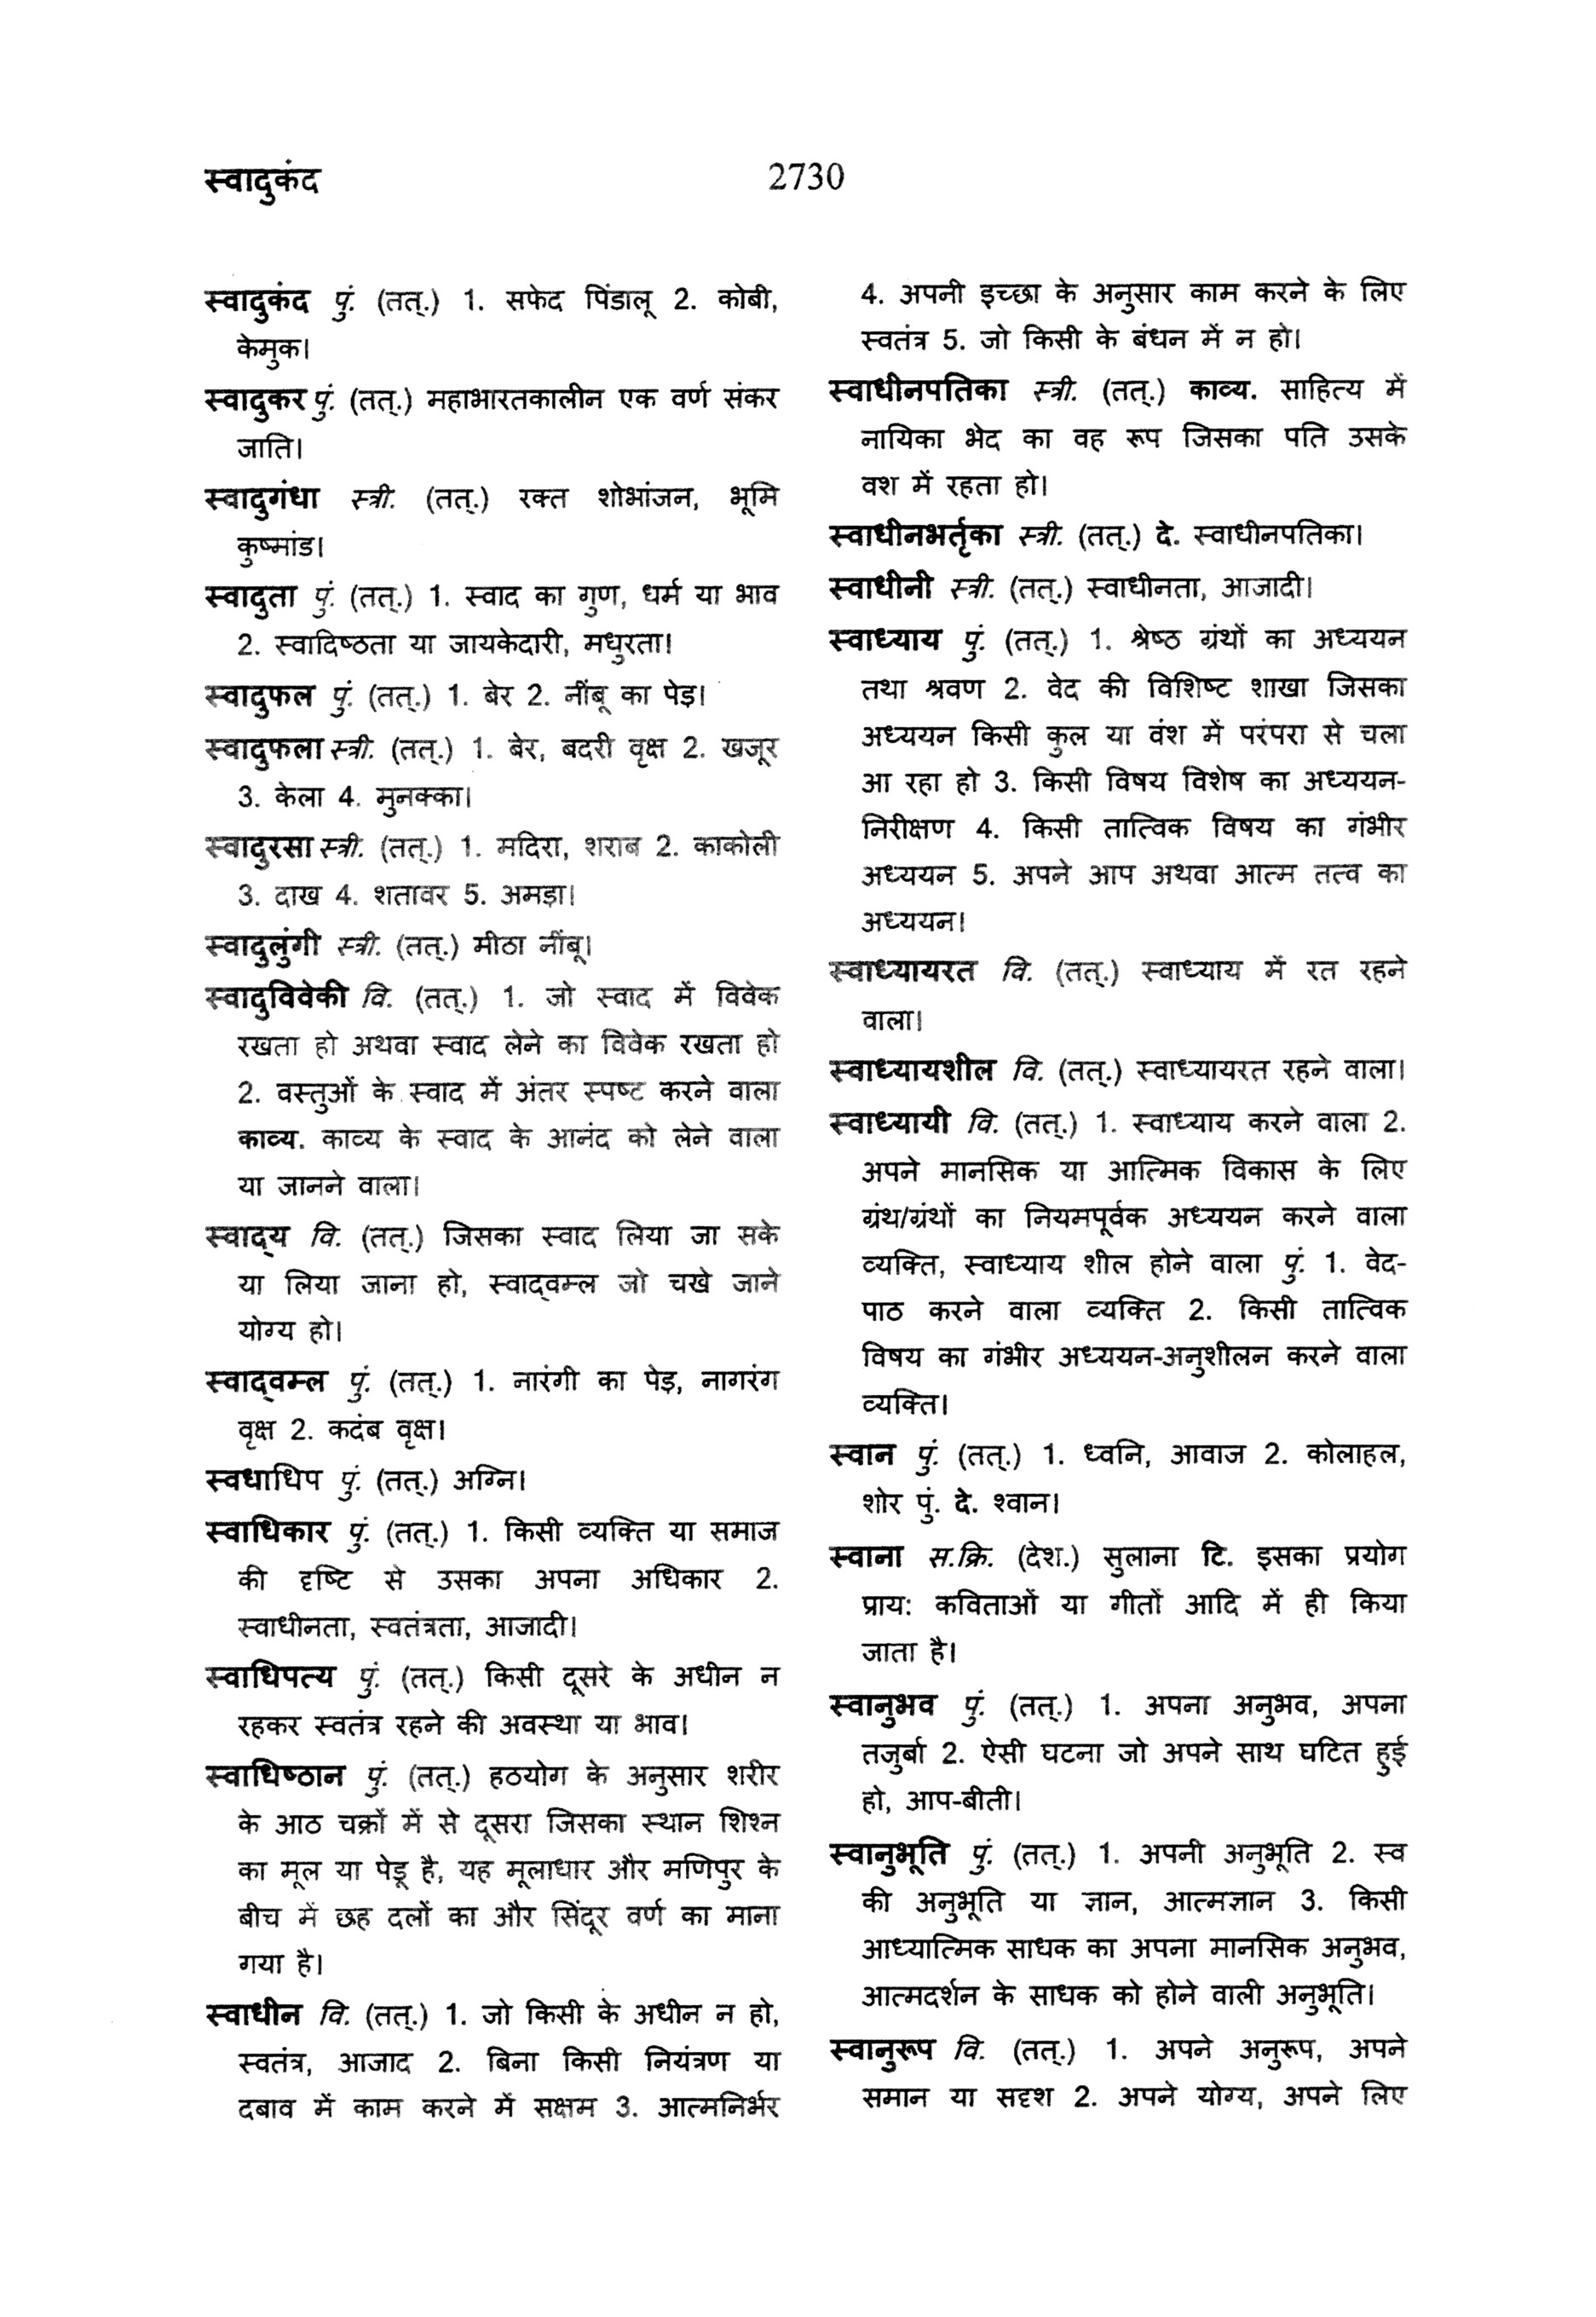 स्वादुकंद
2730
स्वादुकंद पुं. (तत्.) 1. सफेद पिंडालू 2. कोबी,
केमुक।
स्वादुकर पुं. (तत्.) महाभारतकालीन एक वर्ण संकर
जाति।
स्वादुगंधा स्त्री. (तत्.) रक्त शोभांजन, भूमि
कुष्मांड।
स्वादुता पुं. (तत्.) 1. स्वाद का गुण, धर्म या भाव
2. स्वादिष्ठता या जायकेदारी, मधुरता।
स्वादुफल पुं. (तत्.) 1. बेर 2. नींबू का पेड़।
स्वादुफला स्त्री. (तत्.) 1. बेर, बदरी वृक्ष 2. खजूर
3. केला 4. मुनक्का।
स्वादुरसा स्त्री. (तत्.) 1. मदिरा, शराब 2. काकोली
3. दाख 4. शतावर 5. अमड़ा।
स्वादुलुंगी स्त्री. (तत्.) मीठा नींबू।
स्वादुविवेकी वि. (तत्.) 1. जो स्वाद में विवेक
रखता हो अथवा स्वाद लेने का विवेक रखता हो
2. वस्तुओं के स्वाद में अंतर स्पष्ट करने वाला
काव्य. काव्य के स्वाद के आनंद को लेने वाला
या जानने वाला।
स्वाद्‌य वि. (तत्.) जिसका स्वाद लिया जा सके
या लिया जाना हो, स्वाद्‌वम्ल जो चखे जाने
योग्य हो।
स्वाद्‌वम्ल पुं. (तत्.) 1. नारंगी का पेड़, नागरंग
वृक्ष 2. कदंब वृक्ष।
स्वधाधिप पुं. (तत्.) अग्नि।
स्वाधिकार पुं. (तत्.) 1. किसी व्यक्ति या समाज
की दृष्टि से उसका अपना अधिकार 2.
स्वाधीनता, स्वतंत्रता, आजादी।
स्वाधिपत्य पुं. (तत्.) किसी दूसरे के अधीन न
रहकर स्वतंत्र रहने की अवस्था या भाव।
स्वाधिष्ठान पुं. (तत्.) हठयोग के अनुसार शरीर
के आठ चक्रों में से दूसरा जिसका स्थान शिश्न
का मूल या पेडू है, यह मूलाधार और मणिपुर के
बीच में छह दलों का और सिंदूर वर्ण का माना
गया है।
स्वाधीन वि. (तत्.) 1. जो किसी के अधीन न हो,
स्वतंत्र, आजाद 2. बिना किसी नियंत्रण या
दबाव में काम करने में सक्षम 3. आत्मनिर्भर
4. अपनी इच्छा के अनुसार काम करने के लिए
स्वतंत्र 5. जो किसी के बंधन में न हो।
स्वाधीनपतिका स्त्री. (तत्.) काव्य. साहित्य में
नायिका भेद का वह रूप जिसका पति उसके
वश में रहता हो।
स्वाधीनभर्तृका स्त्री. (तत्.) दे. स्वाधीनपतिका।
स्वाधीनी स्त्री. (तत्.) स्वाधीनता, आजादी।
स्वाध्याय पुं. (तत्.) 1. श्रेष्ठ ग्रंथों का अध्ययन
तथा श्रवण 2. वेद की विशिष्ट शाखा जिसका
अध्ययन किसी कुल या वंश में परंपरा से चला
आ रहा हो 3. किसी विषय विशेष का अध्ययन-
निरीक्षण 4. किसी तात्विक विषय का गंभीर
अध्ययन 5. अपने आप अथवा आत्म तत्व का
अध्ययन।
स्वाध्यायरत वि. (तत्.) स्वाध्याय में रत रहने
वाला।
स्वाध्यायशील वि. (तत्.) स्वाध्यायरत रहने वाला।
स्वाध्यायी वि. (तत्.) 1. स्वाध्याय करने वाला 2.
अपने मानसिक या आत्मिक विकास के लिए
ग्रंथ/ग्रंथों का नियमपूर्वक अध्ययन करने वाला
व्यक्ति, स्वाध्याय शील होने वाला पुं. 1. वेद-
पाठ करने वाला व्यक्ति 2. किसी तात्विक
विषय का गंभीर अध्ययन-अनुशीलन करने वाला
व्यक्ति।
स्वान पुं. (तत्.) 1. ध्वनि, आवाज 2. कोलाहल,
शोर पुं. दे. श्वान।
स्वाना स.क्रि. (देश.) सुलाना टि. इसका प्रयोग
प्राय: कविताओं या गीतों आदि में ही किया
जाता है।
स्वानुभव पुं. (तत्.) 1. अपना अनुभव, अपना
तजुर्बा 2. ऐसी घटना जो अपने साथ घटित हुई
हो, आप-बीती।
स्वानुभूति पुं. (तत्.) 1. अपनी अनुभूति 2. स्व
की अनुभूति या ज्ञान, आत्मज्ञान 3. किसी
आध्यात्मिक साधक का अपना मानसिक अनुभव,
आत्मदर्शन के साधक को होने वाली अनुभूति।
स्वानुरूप वि. (तत्.) 1. अपने अनुरूप, अपने
समान या सदृश 2. अपने योग्य, अपने लिए